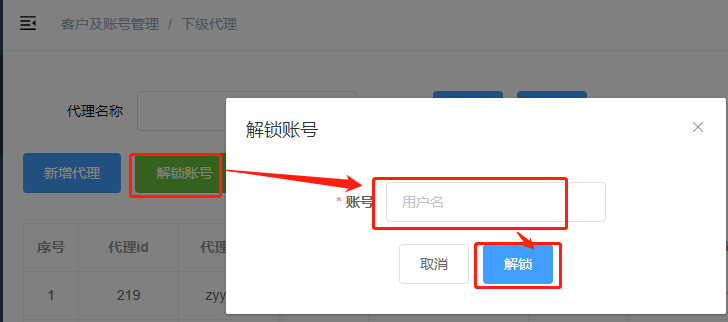 客户及账号管理 / 下级代理
代理名称
解锁账号
新增代理
解锁账号
* 账号
用户名
取消
解锁
序号
代理id
代理
1
219
zyy